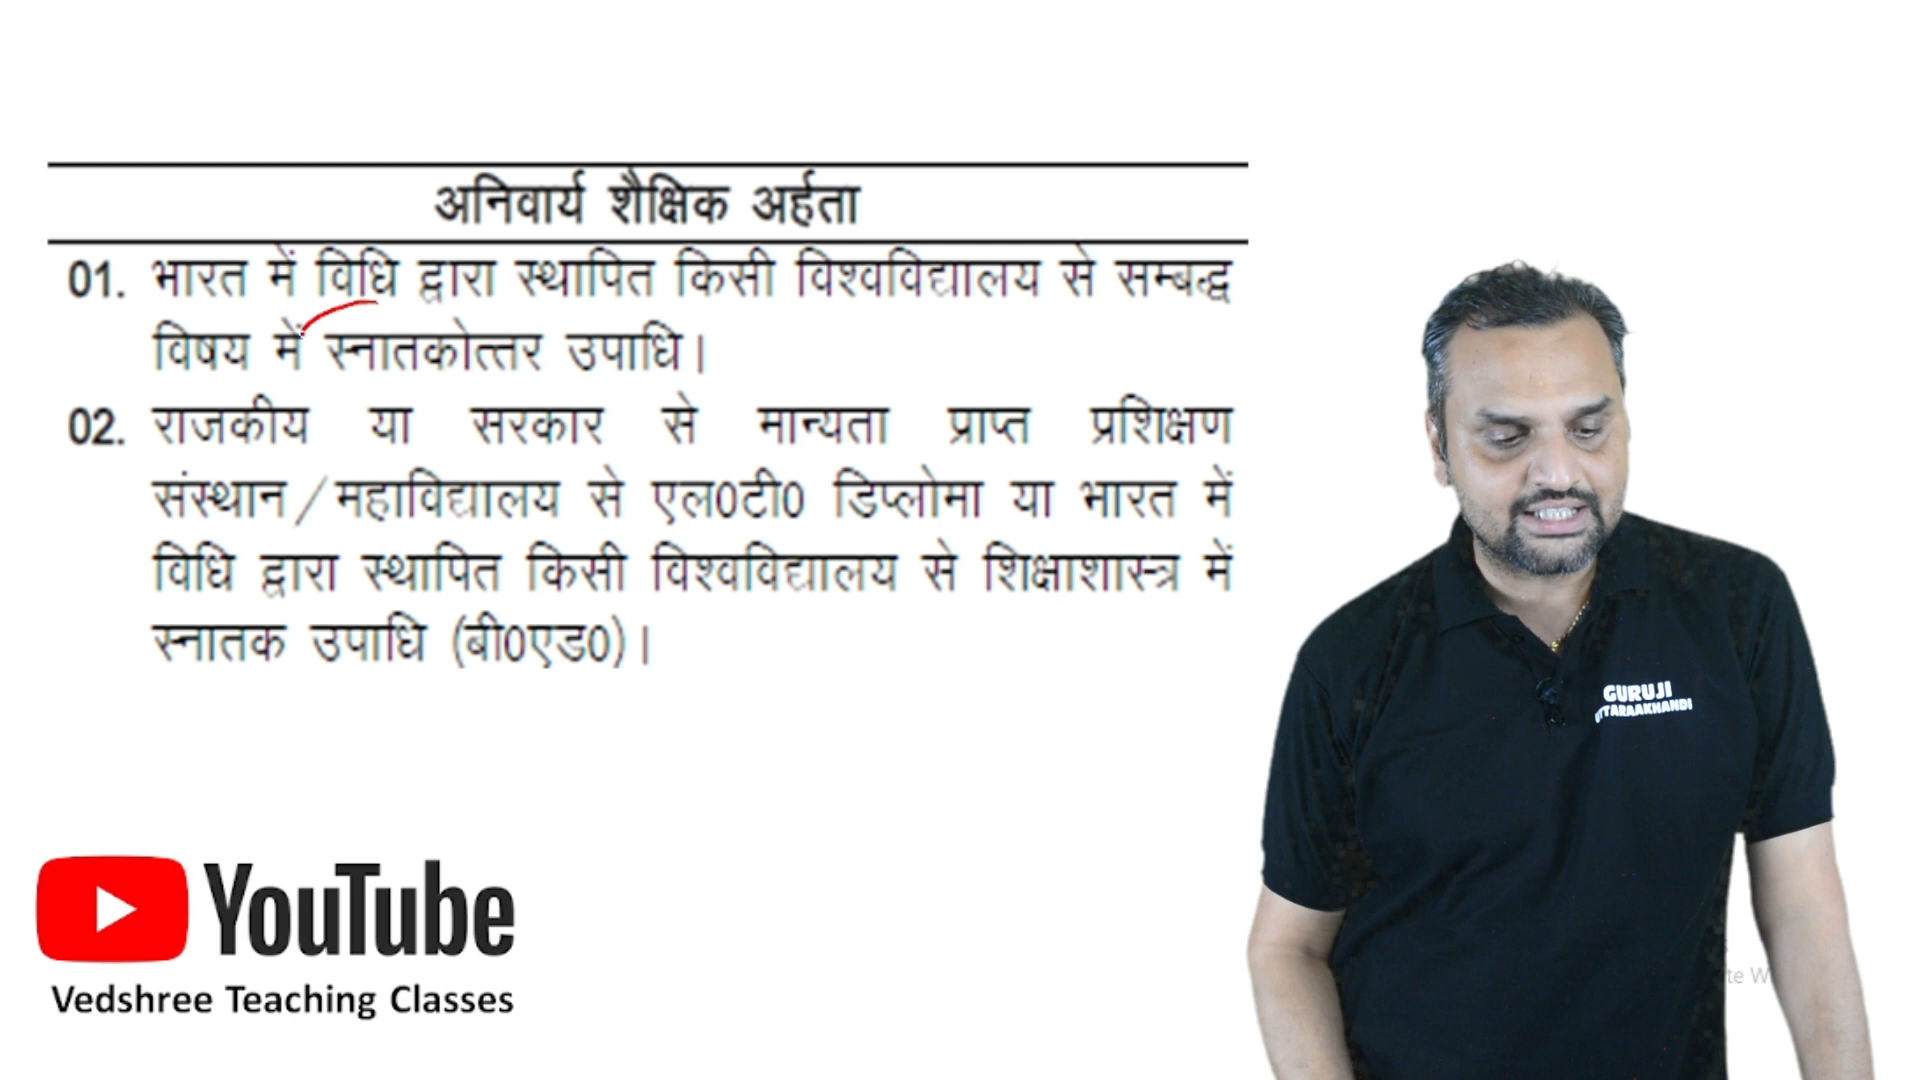 अनिवार्य शैक्षिक अर्हता
01. भारत में विधि द्वारा स्थापित किसी विश्वविद्यालय से सम्बद्ध
विषय में स्नातकोत्तर उपाधि।
02. राजकीय या सरकार से मान्यता प्राप्त प्रशिक्षण
संस्थान/महाविद्यालय से एल0टी0 डिप्लोमा या भारत में
विधि द्वारा स्थापित किसी विश्वविद्यालय से शिक्षाशास्त्र में
स्नातक उपाधि (बी0एड0)।
GURUJI
UTTARAAKHANDI
YouTube
Vedshree Teaching Classes